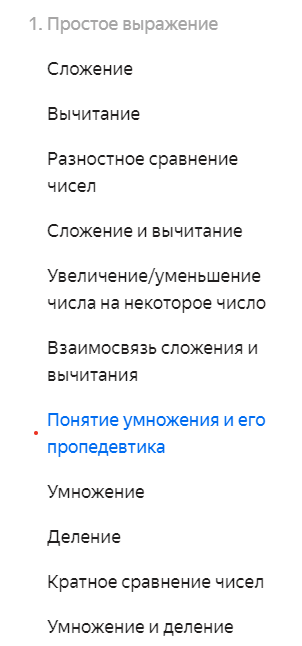 1. Простое выражение
Сложение
Вычитание
Разностное сравнение
чисел
Сложение и вычитание
Увеличение/уменьшение
числа на некоторое число
Взаимосвязь сложения и
вычитания
Понятие умножения и его
пропедевтика
Умножение
Деление
Кратное сравнение чисел
Умножение и деление